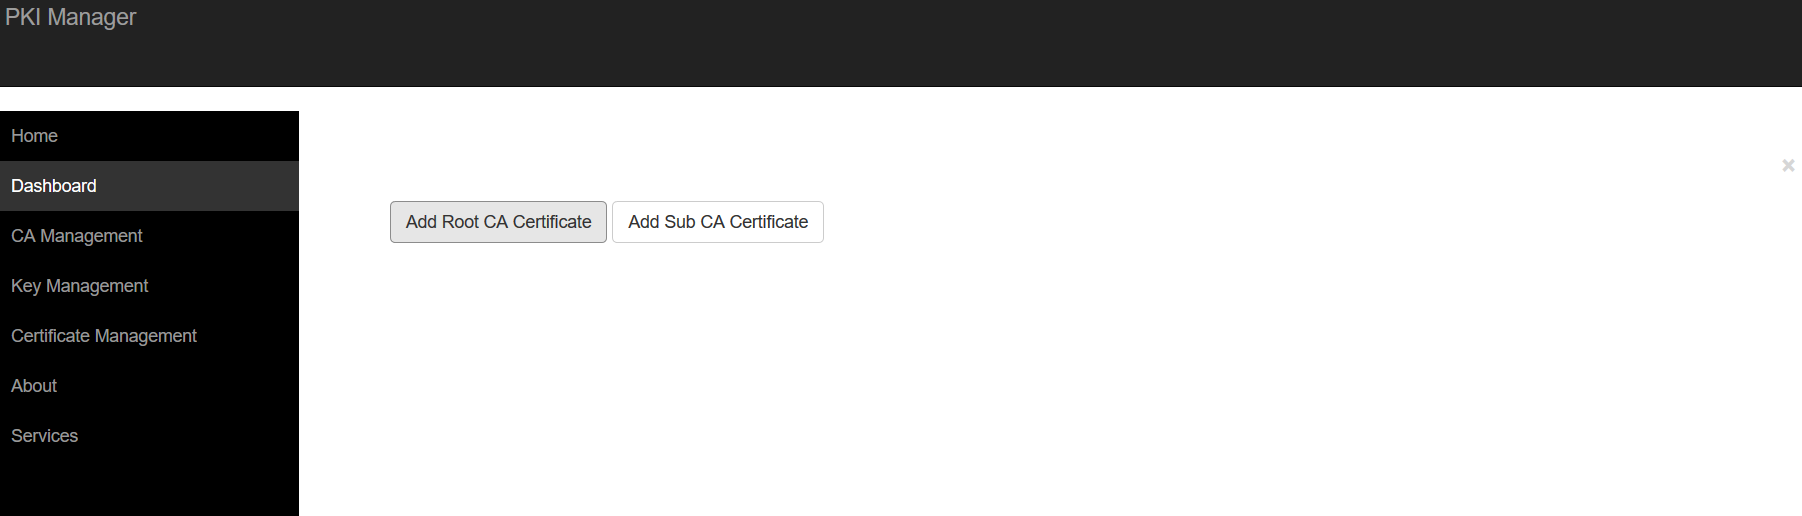 PKI Manager
Home
Dashboard
CA Management
Key Management
Certificate Management
About
Services
×
Add Root CA Certificate
Add Sub CA Certificate